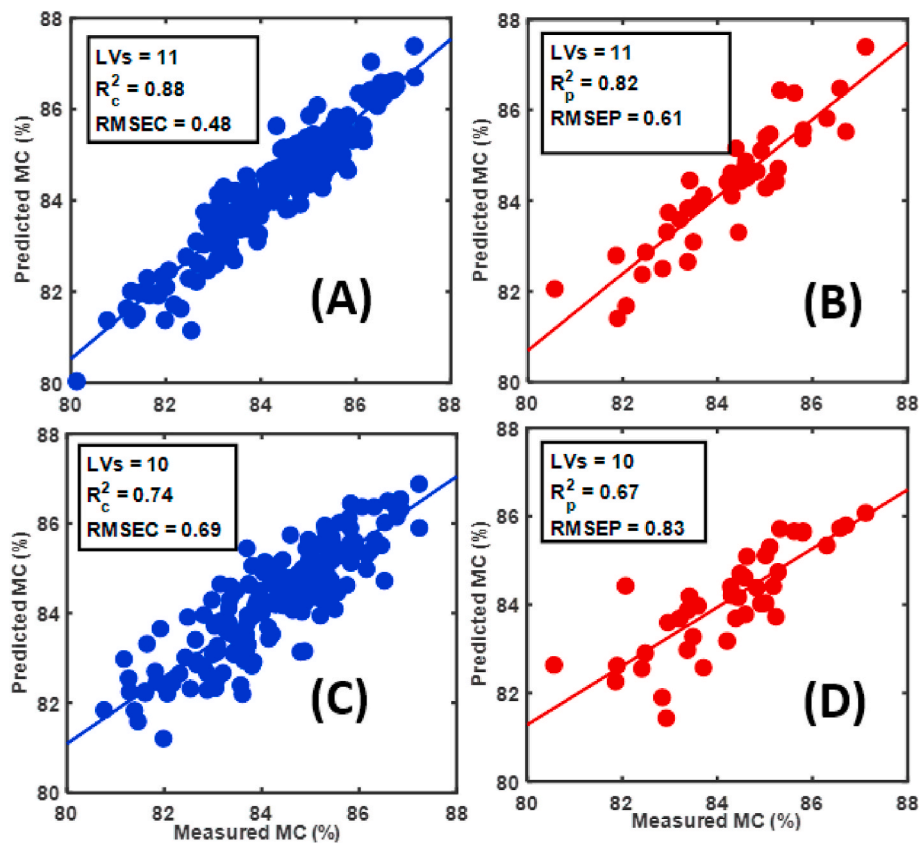 88
86
84
82
80
Predicted MC (%)
LVs = 11
R²c = 0.88
RMSEC = 0.48
(A)
80 82 84 86 88
88
86
84
82
80
Predicted MC (%)
LVs = 11
R²p = 0.82
RMSEP = 0.61
(B)
80 82 84 86 88
88
86
84
82
80
Predicted MC (%)
LVs = 10
R²c = 0.74
RMSEC = 0.69
(C)
80 82 84 86 88
Measured MC (%)
88
86
84
82
80
Predicted MC (%)
LVs = 10
R²p = 0.67
RMSEP = 0.83
(D)
80 82 84 86 88
Measured MC (%)